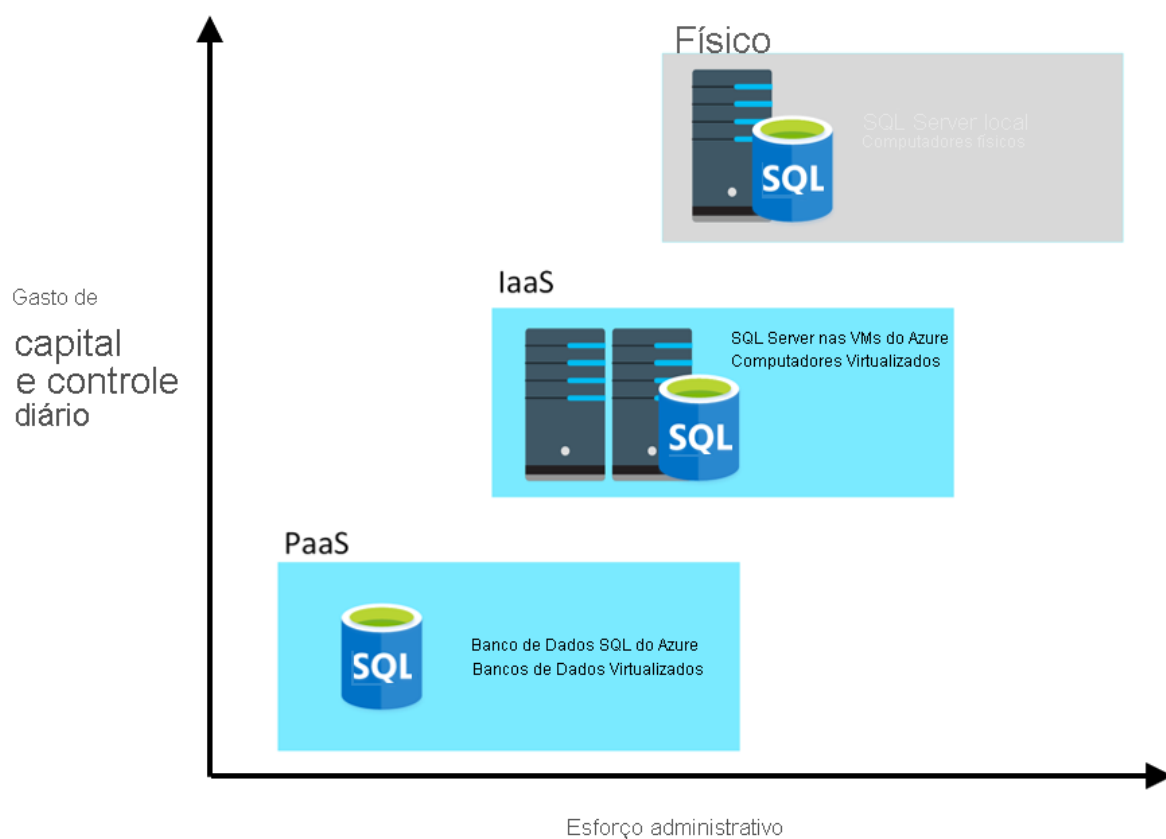 Físico
SQL Server local
Computadores físicos
SQL
IaaS
SQL Server nas VMs do Azure
Computadores Virtualizados
SQL
Gasto de
capital
e controle
diário
PaaS
Banco de Dados SQL do Azure
Bancos de Dados Virtualizados
SQL
Esforço administrativo